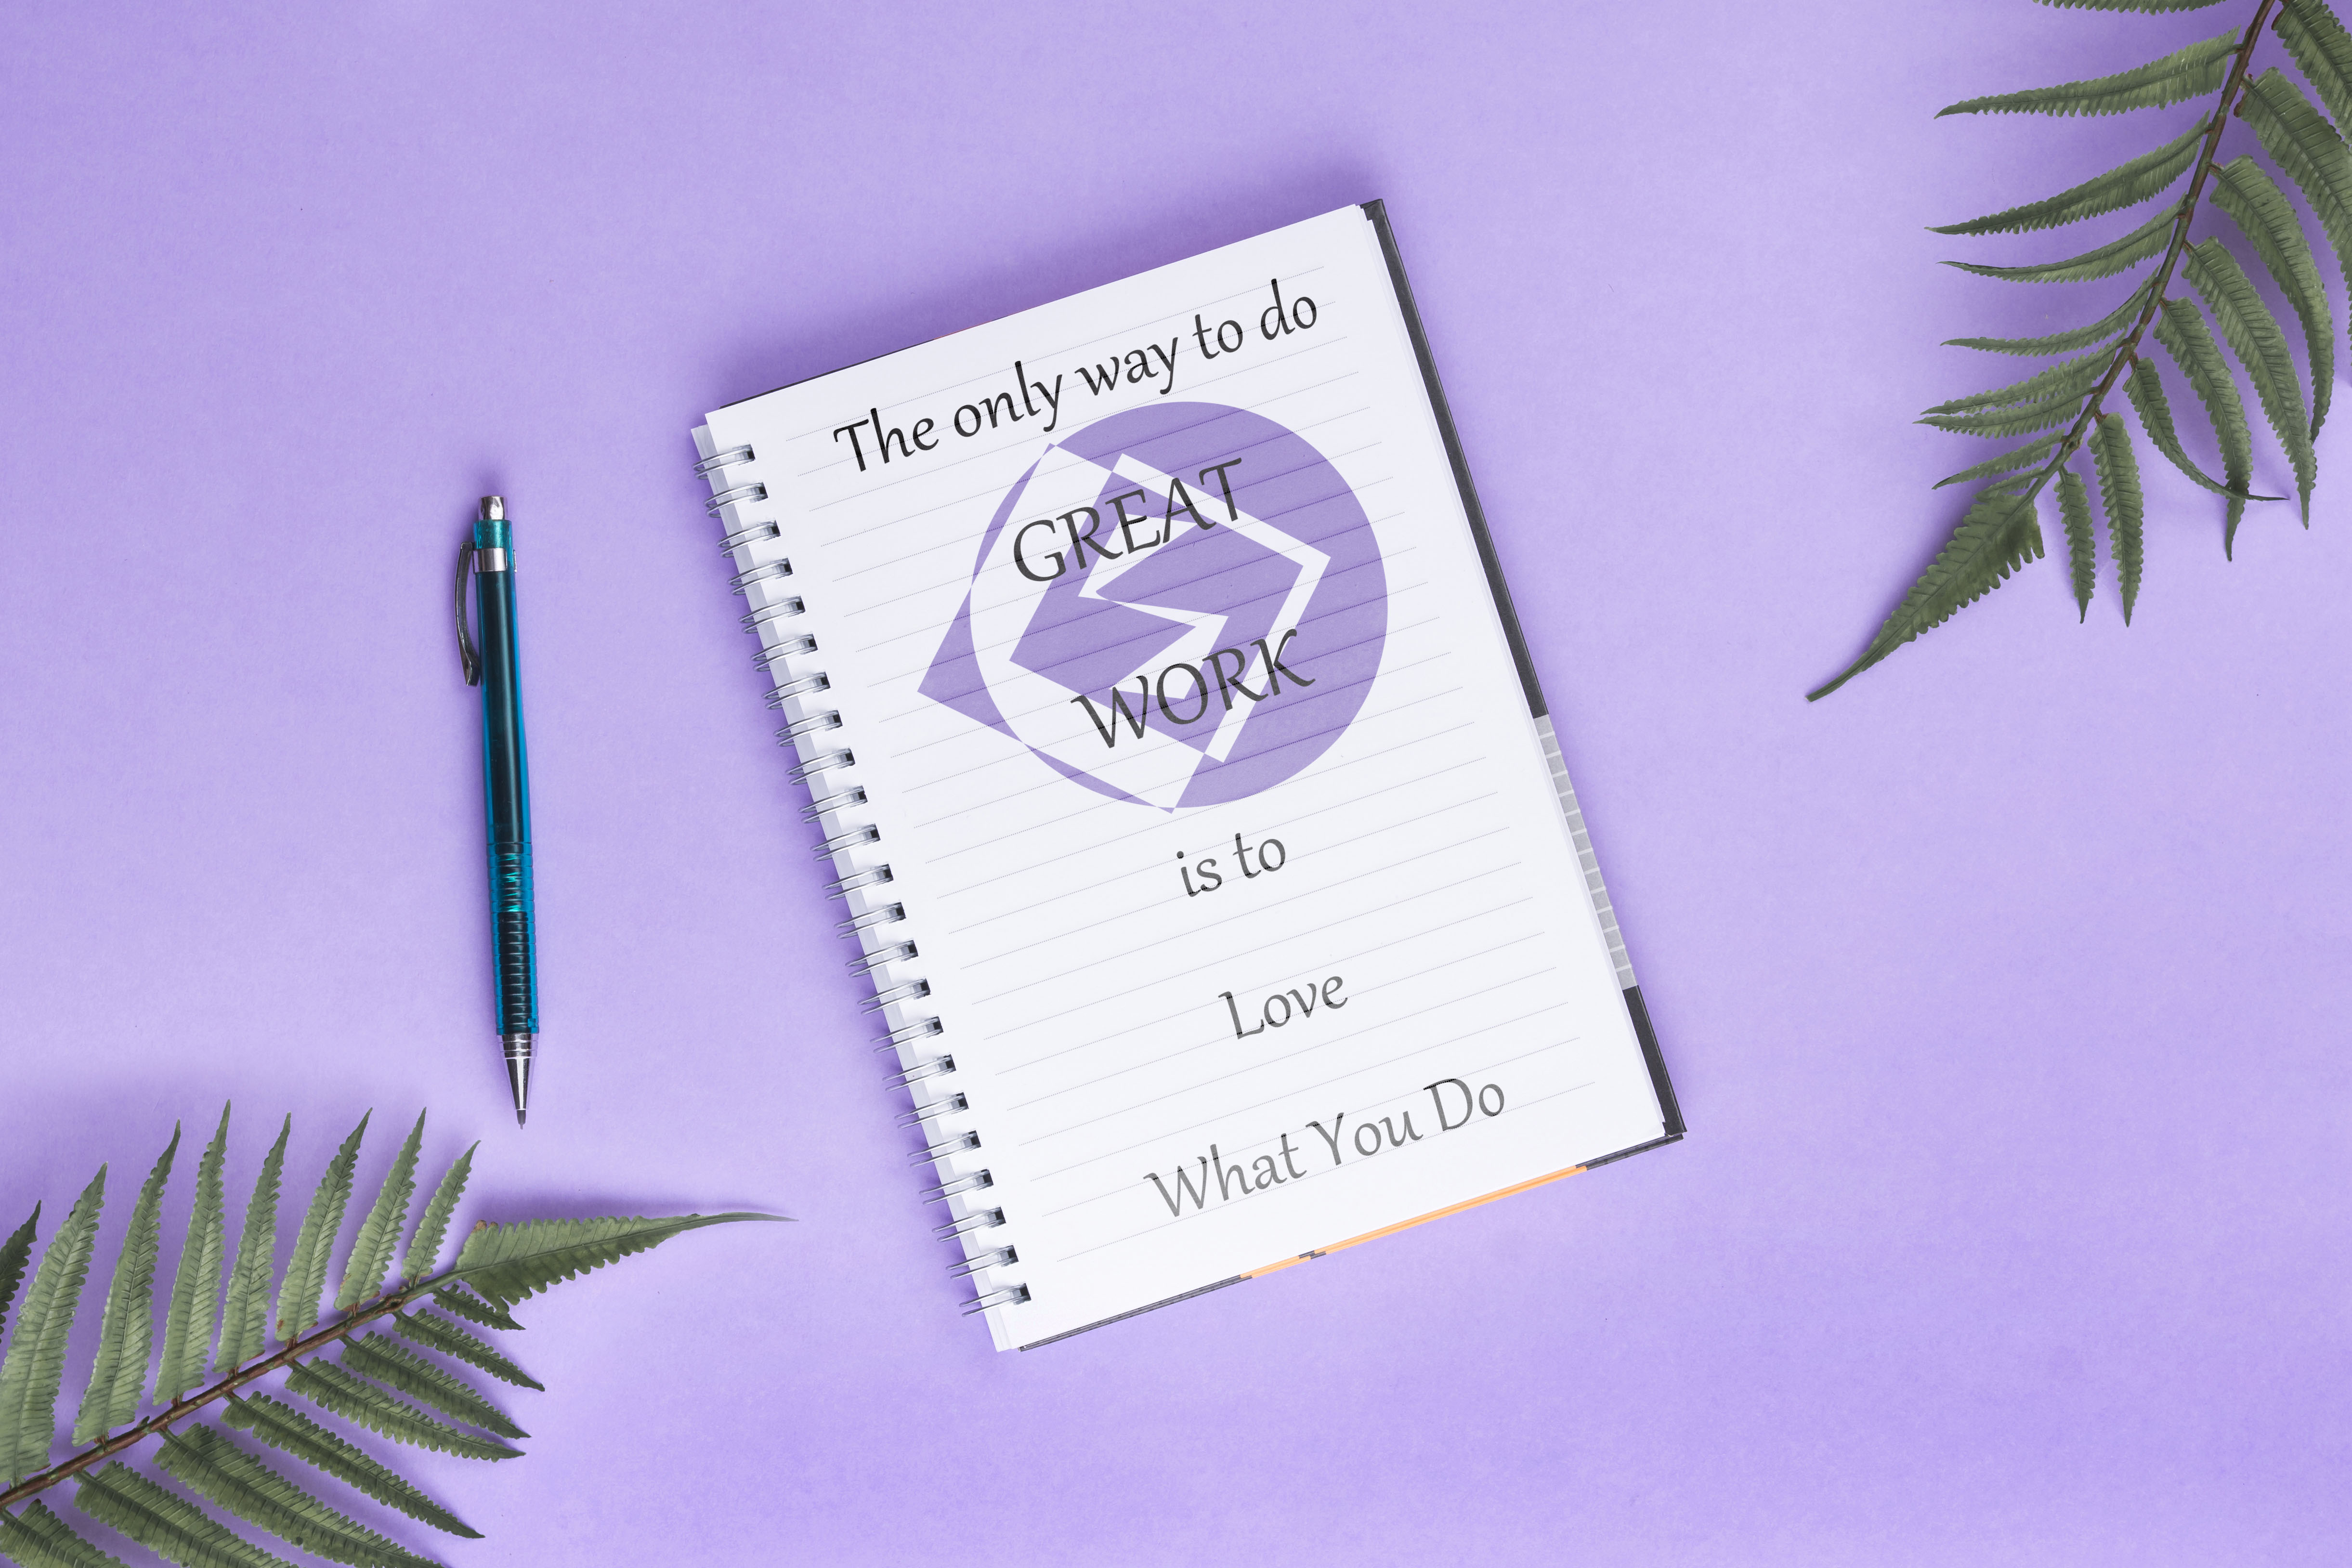 The only way to do
GREAT
WORK
is to
Love
What You Do